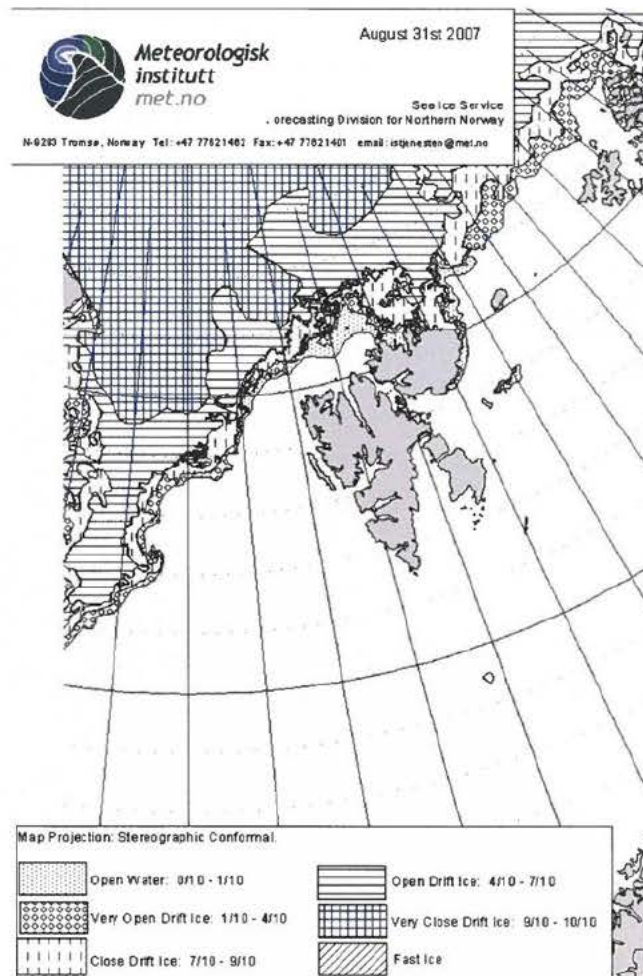 August 31st 2007
Meteorologisk
institutt
met.no
Sea Ice Service
. orecasting Division for Northern Norway
N-9293 Tromsø, Norway Tel: +47 77621462 Fax: +47 77621401 email: istjenesten@met.no
Map Projection: Stereographic Conformal.
Open Water: 0/10 - 1/10
Open Drift Ice: 4/10 - 7/10
Very Open Drift Ice: 1/10 - 4/10
Very Close Drift Ice: 9/10 - 10/10
Close Drift Ice: 7/10 - 9/10
Fast Ice